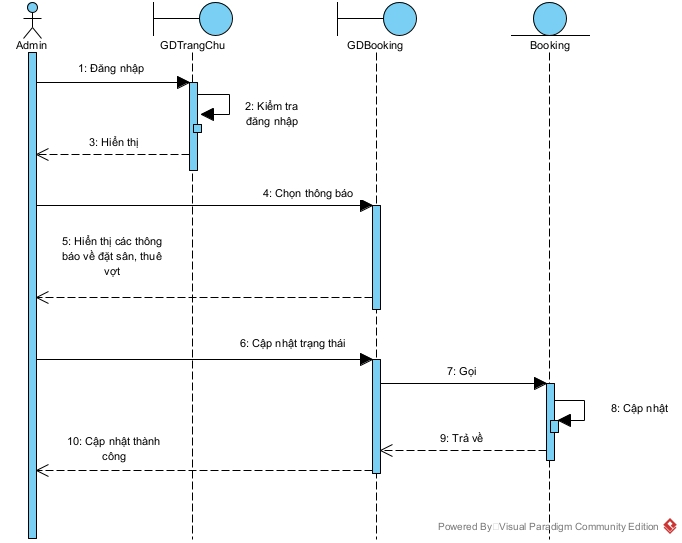 Admin
GDTrangChu
GDBooking
Booking
1: Đăng nhập
2: Kiểm tra
đăng nhập
3: Hiển thị
4: Chọn thông báo
5: Hiển thị các thông
báo về đặt sân, thuê
vợt
6: Cập nhật trạng thái
7: Gọi
8: Cập nhật
9: Trả về
10: Cập nhật thành
công
Powered By Visual Paradigm Community Edition